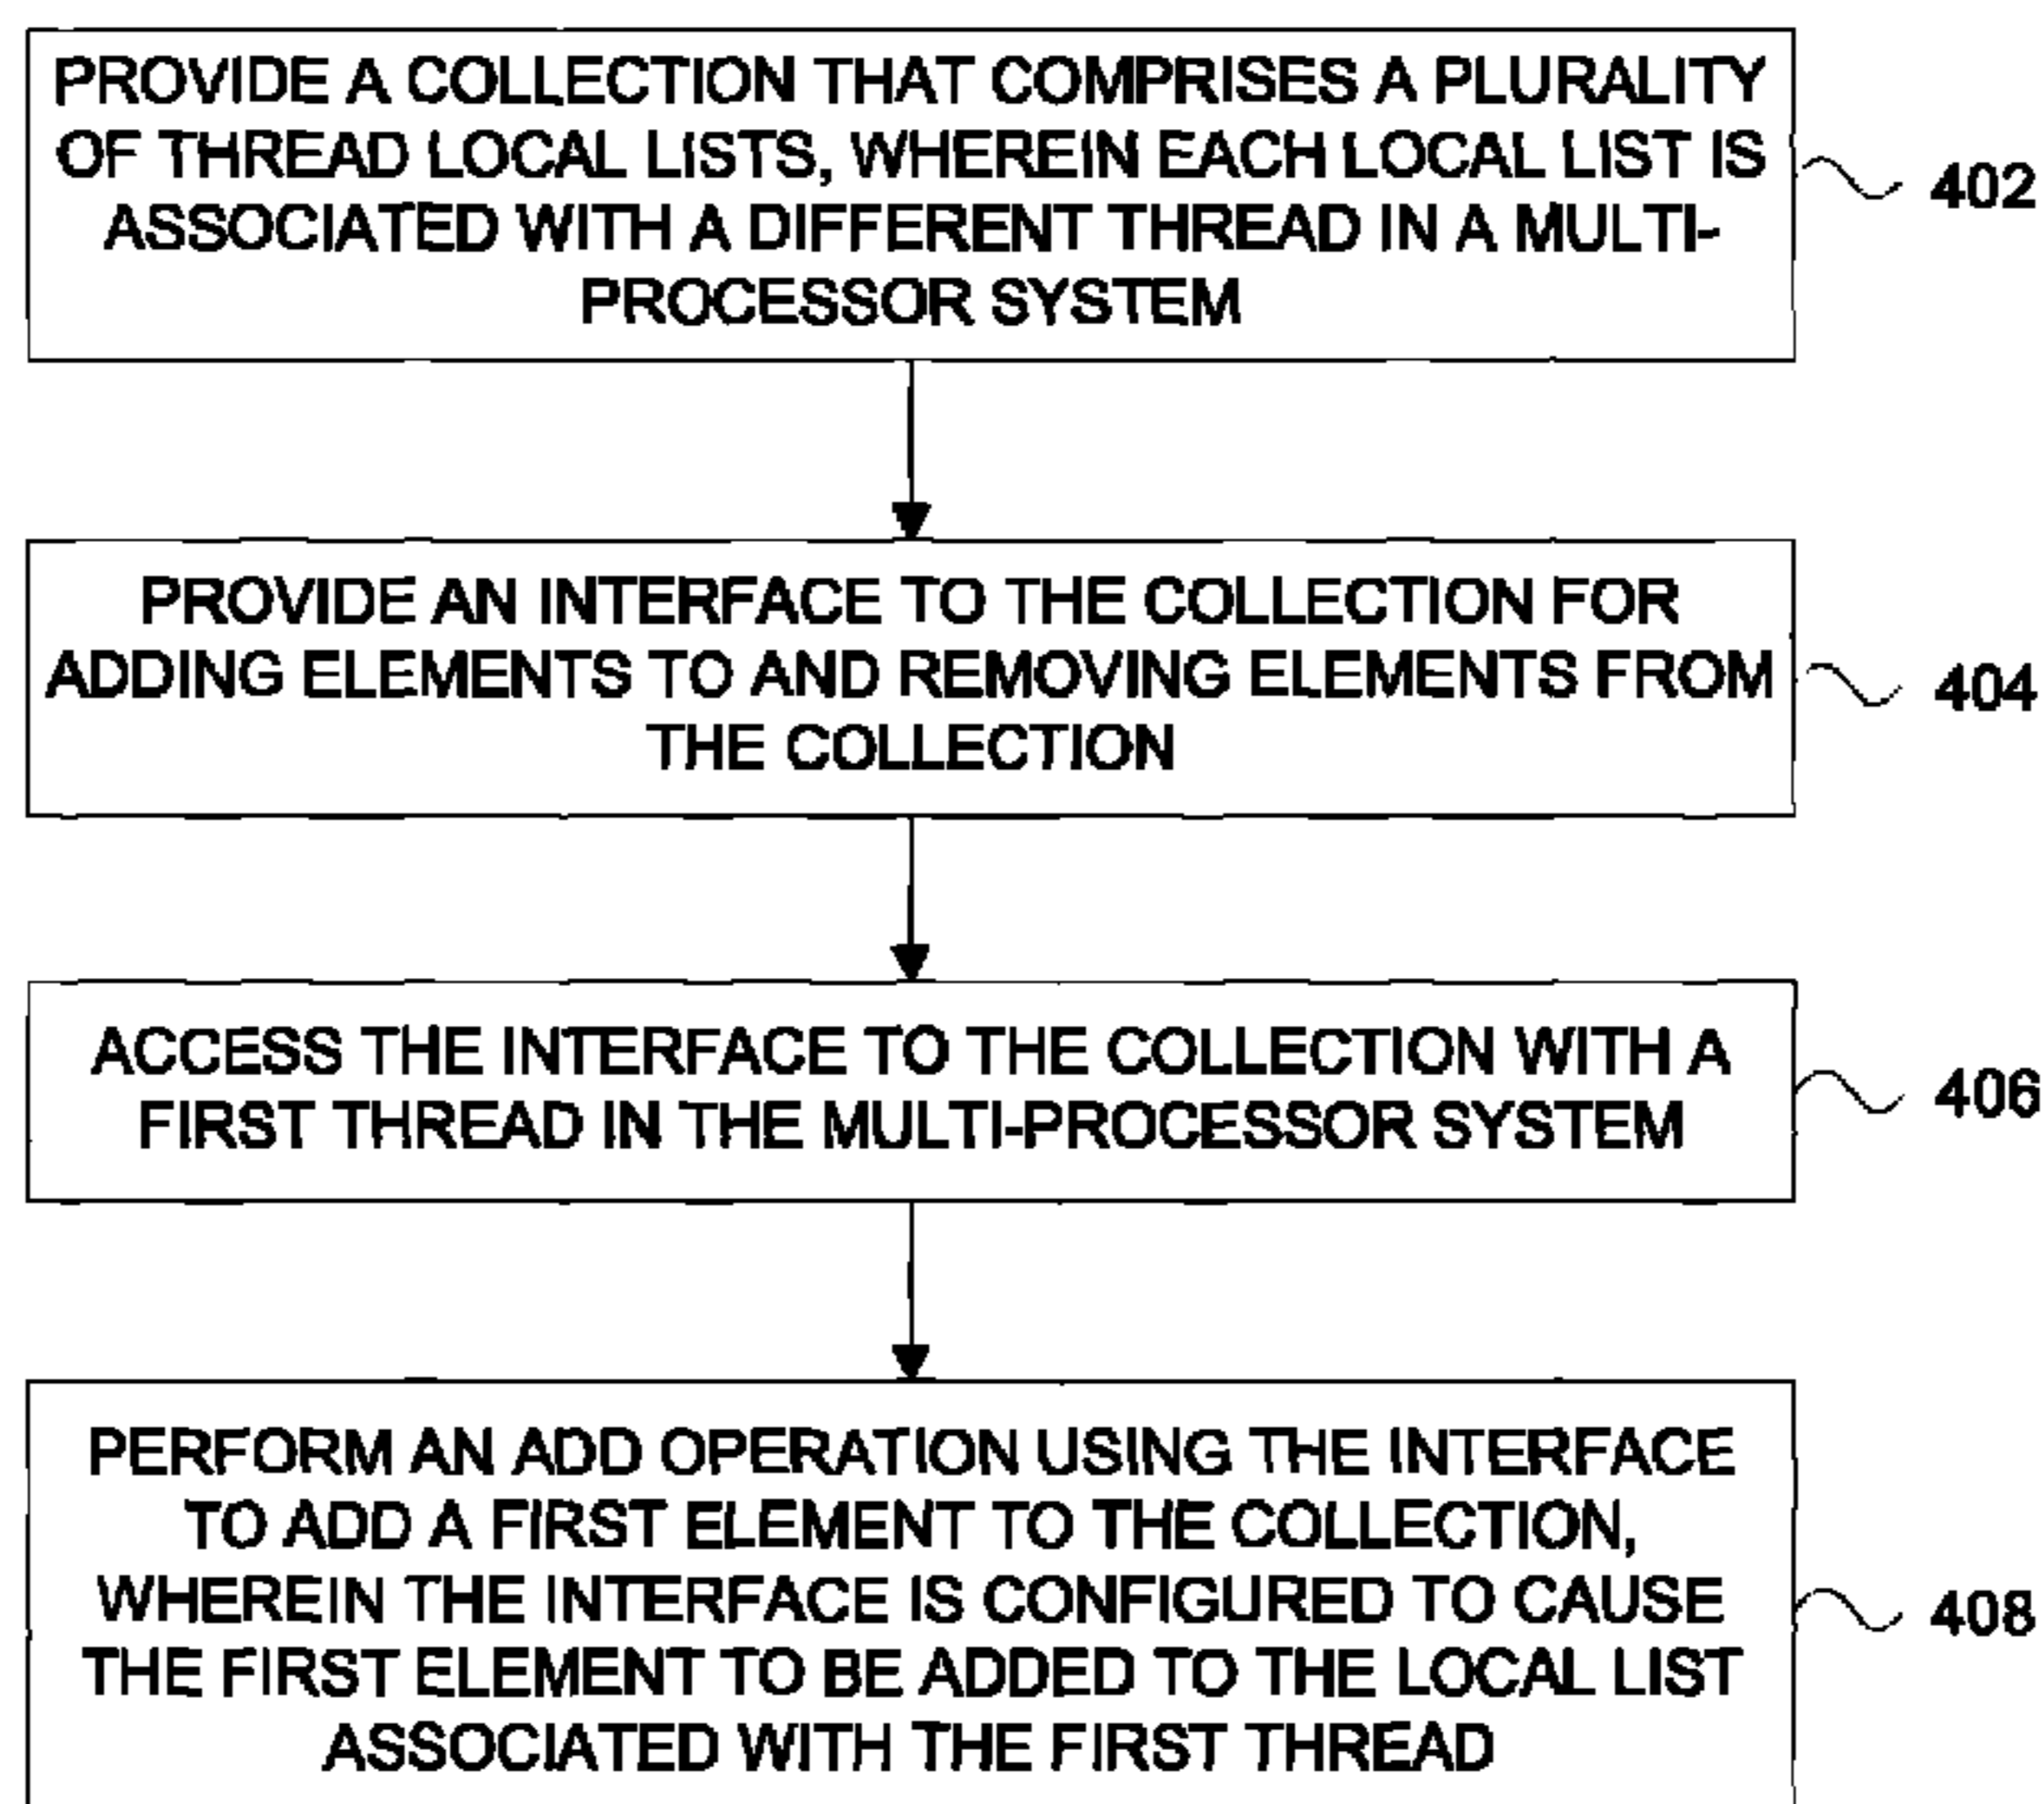 PROVIDE A COLLECTION THAT COMPRISES A PLURALITY
OF THREAD LOCAL LISTS, WHEREIN EACH LOCAL LIST IS
ASSOCIATED WITH A DIFFERENT THREAD IN A MULTI-
PROCESSOR SYSTEM
402
PROVIDE AN INTERFACE TO THE COLLECTION FOR
ADDING ELEMENTS TO AND REMOVING ELEMENTS FROM
THE COLLECTION
404
ACCESS THE INTERFACE TO THE COLLECTION WITH A
FIRST THREAD IN THE MULTI-PROCESSOR SYSTEM
406
PERFORM AN ADD OPERATION USING THE INTERFACE
TO ADD A FIRST ELEMENT TO THE COLLECTION,
WHEREIN THE INTERFACE IS CONFIGURED TO CAUSE
THE FIRST ELEMENT TO BE ADDED TO THE LOCAL LIST
ASSOCIATED WITH THE FIRST THREAD
408